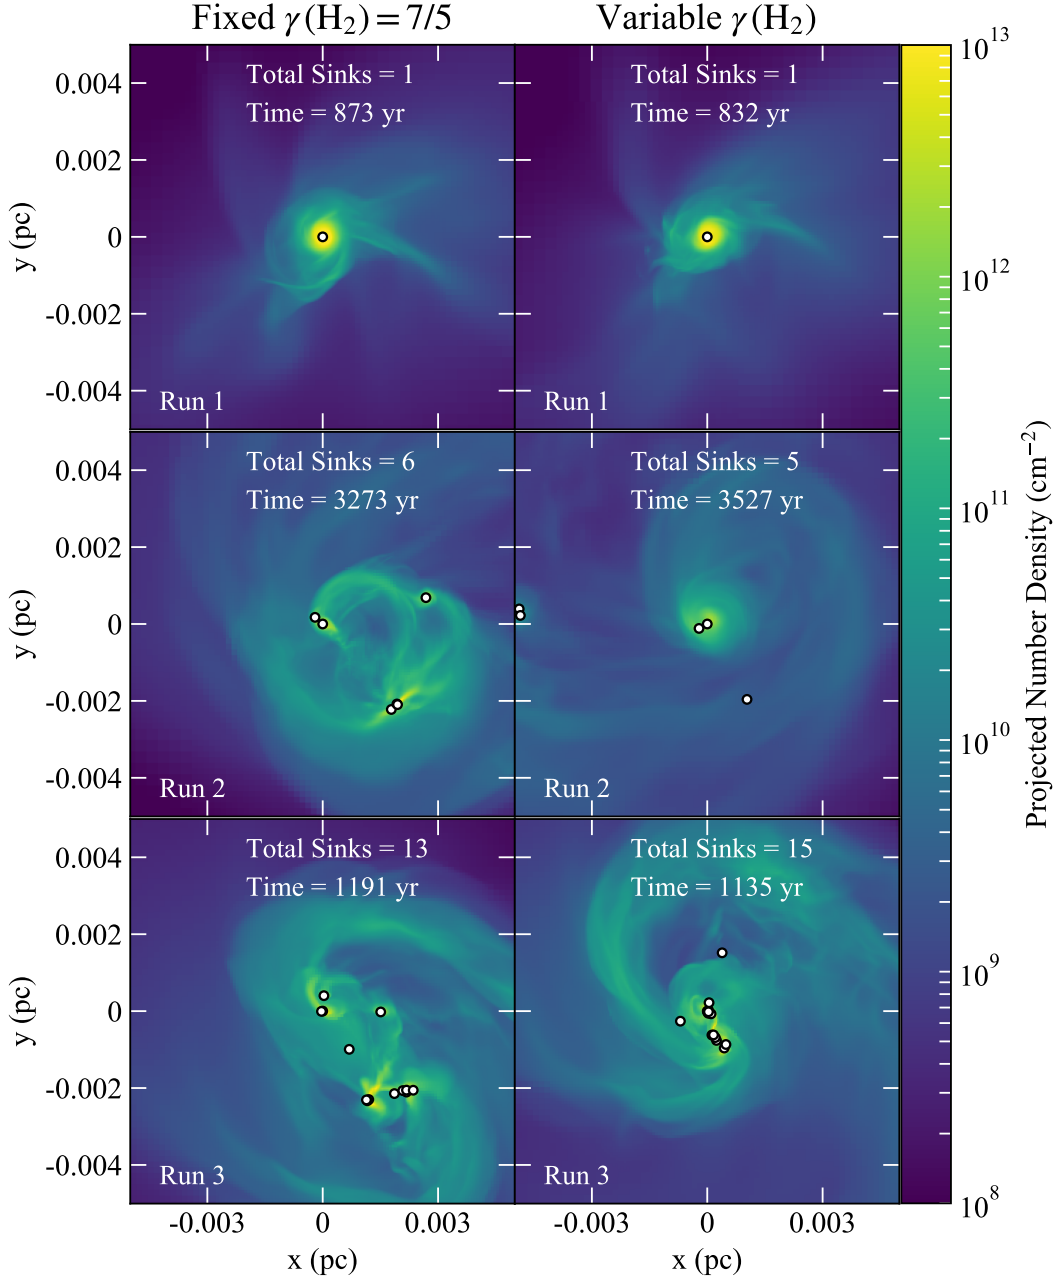 Fixed γ(H₂) = 7/5
Variable γ(H₂)
Total Sinks = 1
Time = 873 yr
Run 1
Total Sinks = 1
Time = 832 yr
Run 1
Total Sinks = 6
Time = 3273 yr
Run 2
Total Sinks = 5
Time = 3527 yr
Run 2
Total Sinks = 13
Time = 1191 yr
Run 3
Total Sinks = 15
Time = 1135 yr
Run 3
0.004
0.002
0
-0.002
-0.004
y (pc)
0.004
0.002
0
-0.002
-0.004
y (pc)
0.004
0.002
0
-0.002
-0.004
y (pc)
-0.003
0
0.003
x (pc)
-0.003
0
0.003
x (pc)
10¹³
10¹²
10¹¹
10¹⁰
10⁹
10⁸
Projected Number Density (cm⁻²)